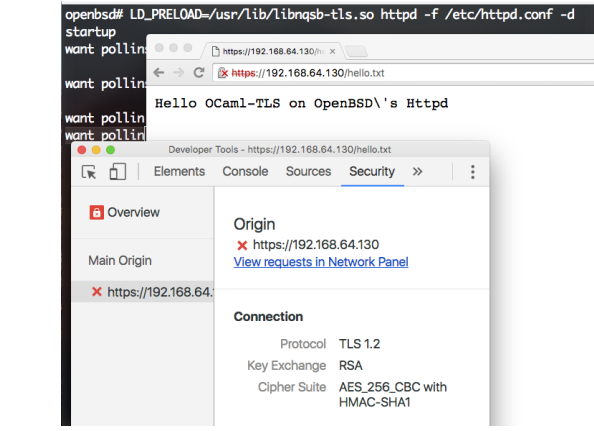 openbsd# LD_PRELOAD=/usr/lib/libnqsb-tls.so httpd -f /etc/httpd.conf -d
startup
want pollin
want pollin
want pollin
want pollin
https://192.168.64.130/h
https://192.168.64.130/hello.txt
Hello OCaml-TLS on OpenBSD\'s Httpd
Developer Tools - https://192.168.64.130/hello.txt
Elements Console Sources Security »
Overview
Main Origin
https://192.168.64.
Origin
https://192.168.64.130
View requests in Network Panel
Connection
Protocol TLS 1.2
Key Exchange RSA
Cipher Suite AES_256_CBC with
HMAC-SHA1